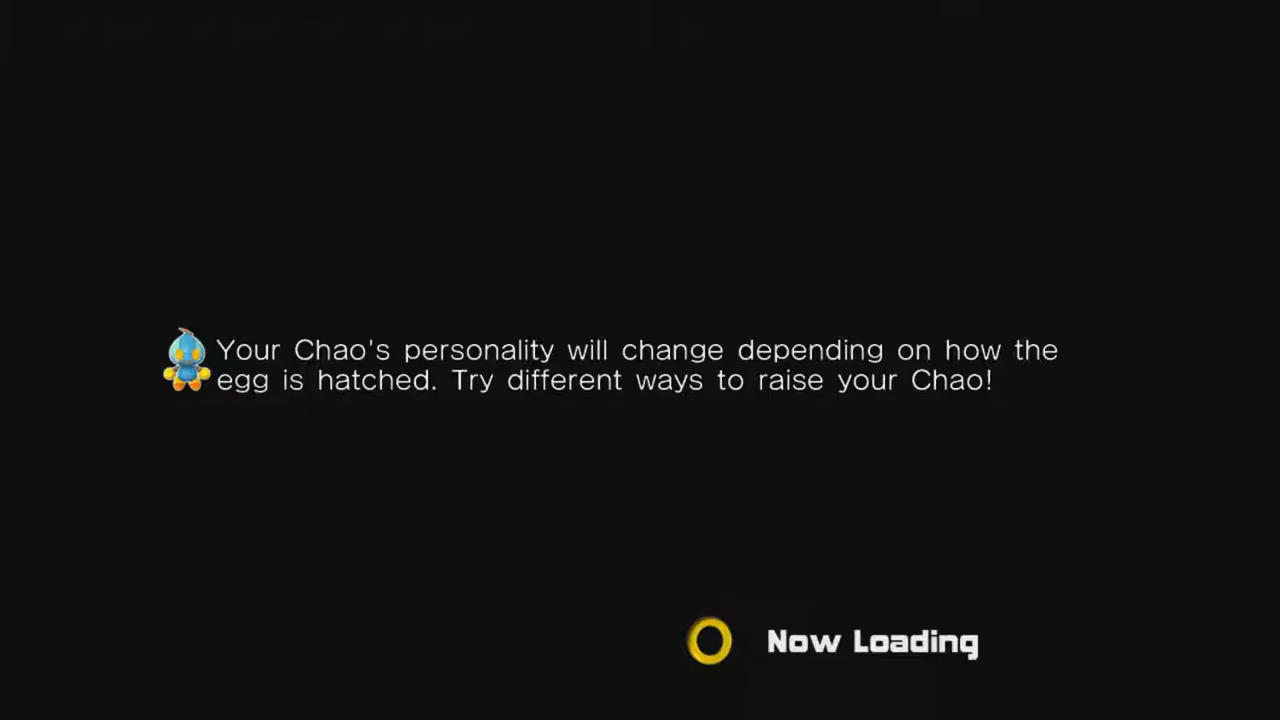 Your Chao's personality will change depending on how the
egg is hatched. Try different ways to raise your Chao!
Now Loading